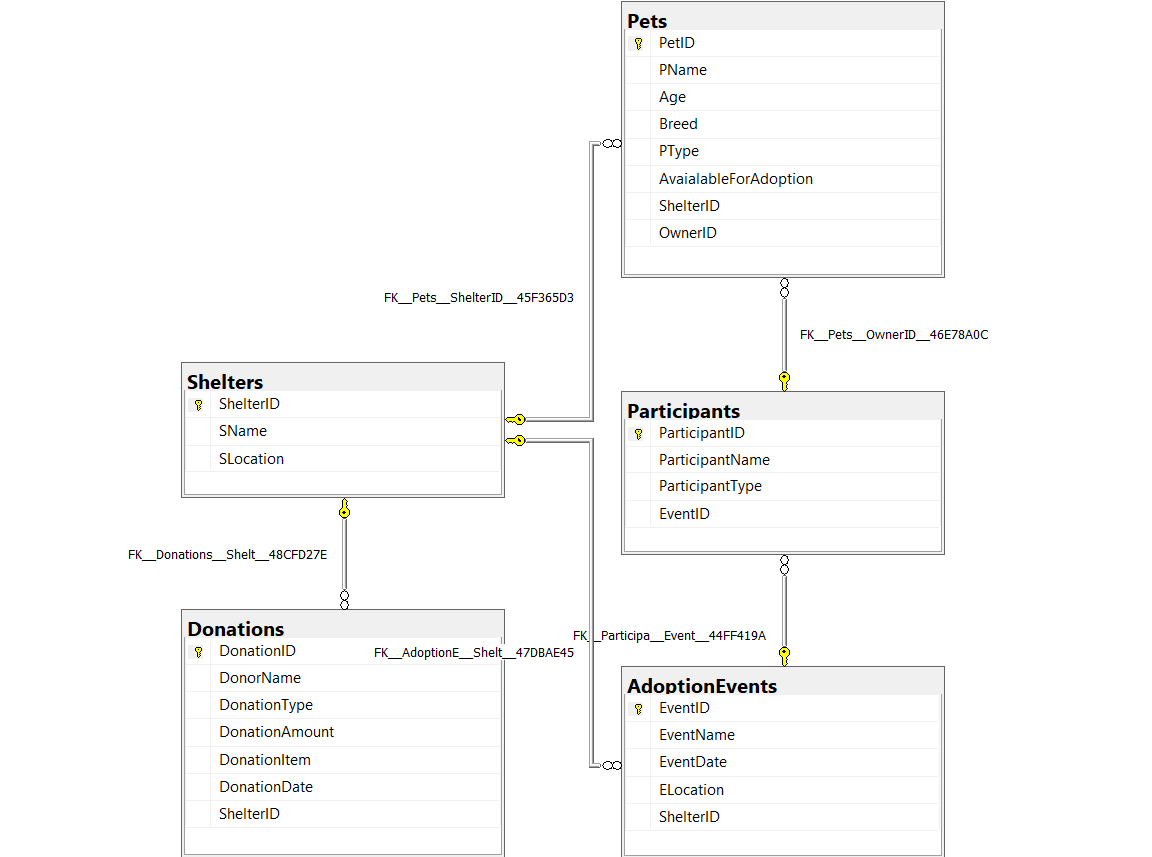 Pets
PetID
PName
Age
Breed
PType
AvaialableForAdoption
ShelterID
OwnerID
FK__Pets__ShelterID__45F365D3
FK__Pets__OwnerID__46E78A0C
Shelters
ShelterID
SName
SLocation
Participants
ParticipantID
ParticipantName
ParticipantType
EventID
FK__Donations__Shelt__48CFD27E
Donations
DonationID
DonorName
DonationType
DonationAmount
DonationItem
DonationDate
ShelterID
FK__Participa__Event__44FF419A
FK__AdoptionE__Shelt__47DBAE45
AdoptionEvents
EventID
EventName
EventDate
ELocation
ShelterID